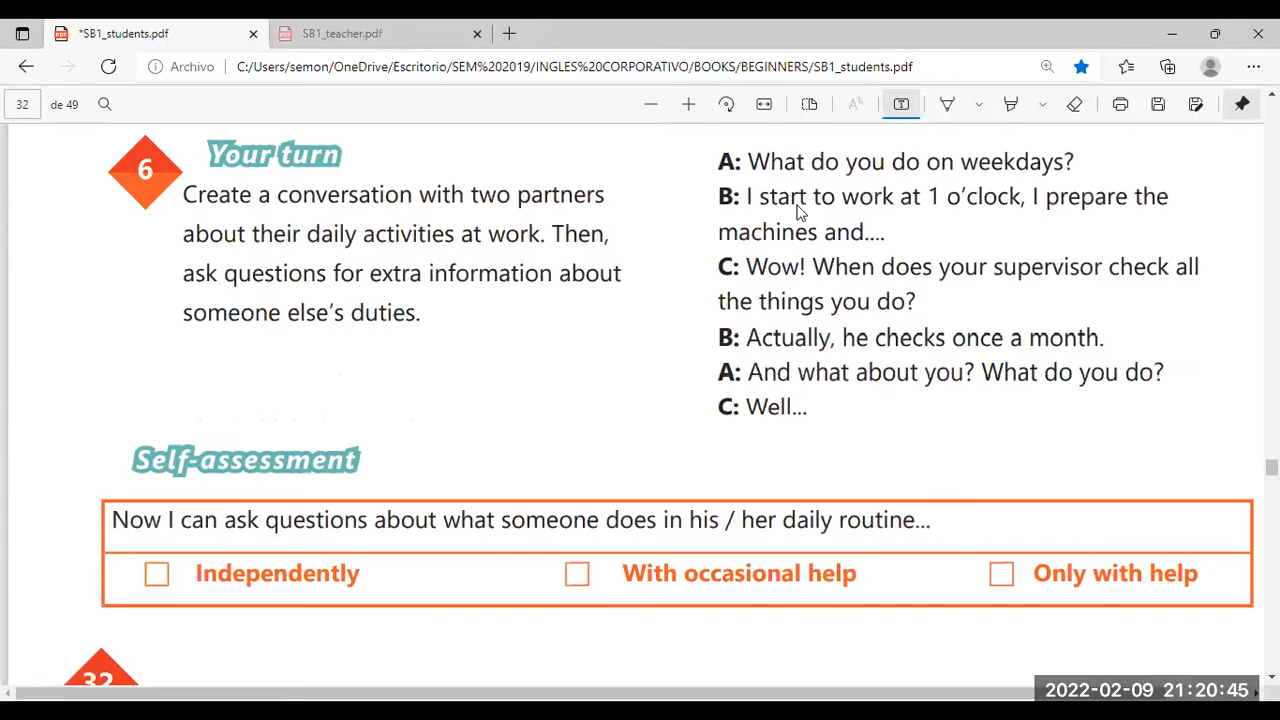 *SB1_students.pdf
SB1_teacher.pdf
Archivo
C:/Users/semon/OneDrive/Escritorio/SEM%202019/INGLES%20CORPORATIVO/BOOKS/BEGINNERS/SB1_students.pdf
32
de 49
6
Your turn
Create a conversation with two partners
about their daily activities at work. Then,
ask questions for extra information about
someone else's duties.
A: What do you do on weekdays?
B: I start to work at 1 o'clock, I prepare the
machines and....
C: Wow! When does your supervisor check all
the things you do?
B: Actually, he checks once a month.
A: And what about you? What do you do?
C: Well...
Self-assessment
Now I can ask questions about what someone does in his / her daily routine...
Independently
With occasional help
Only with help
32
2022-02-09 21:20:45